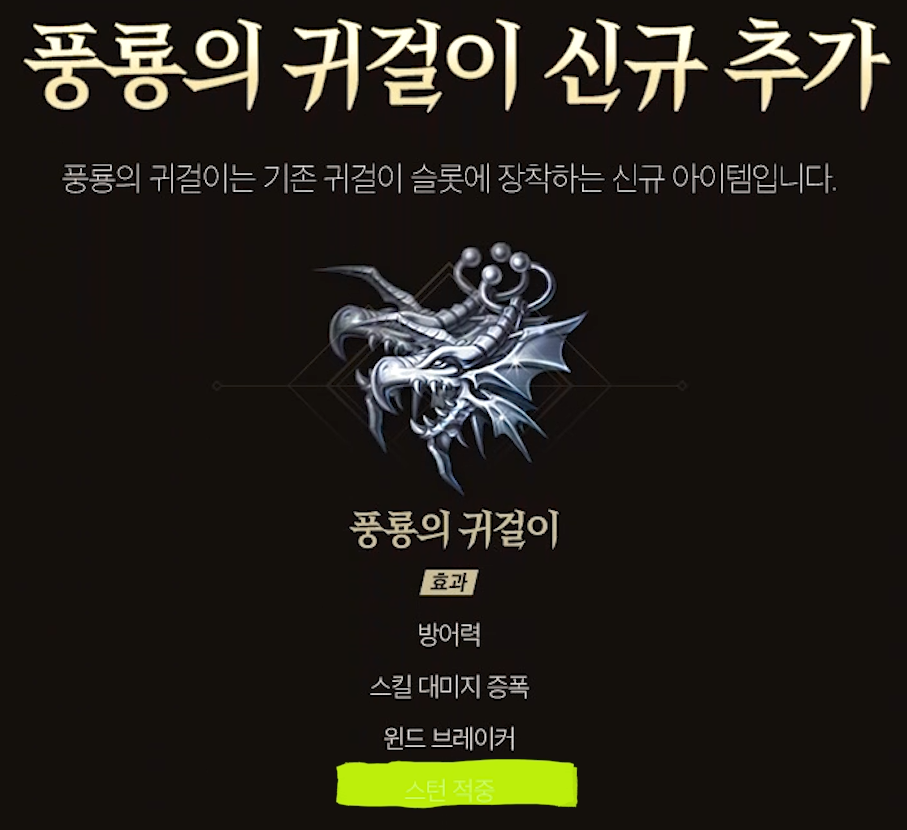 풍룡의 귀걸이 신규 추가
풍룡의 귀걸이는 기존 귀걸이 슬롯에 장착하는 신규 아이템입니다.
풍룡의 귀걸이
효과
방어력
스킬 대미지 증폭
윈드 브레이커
스턴 적중